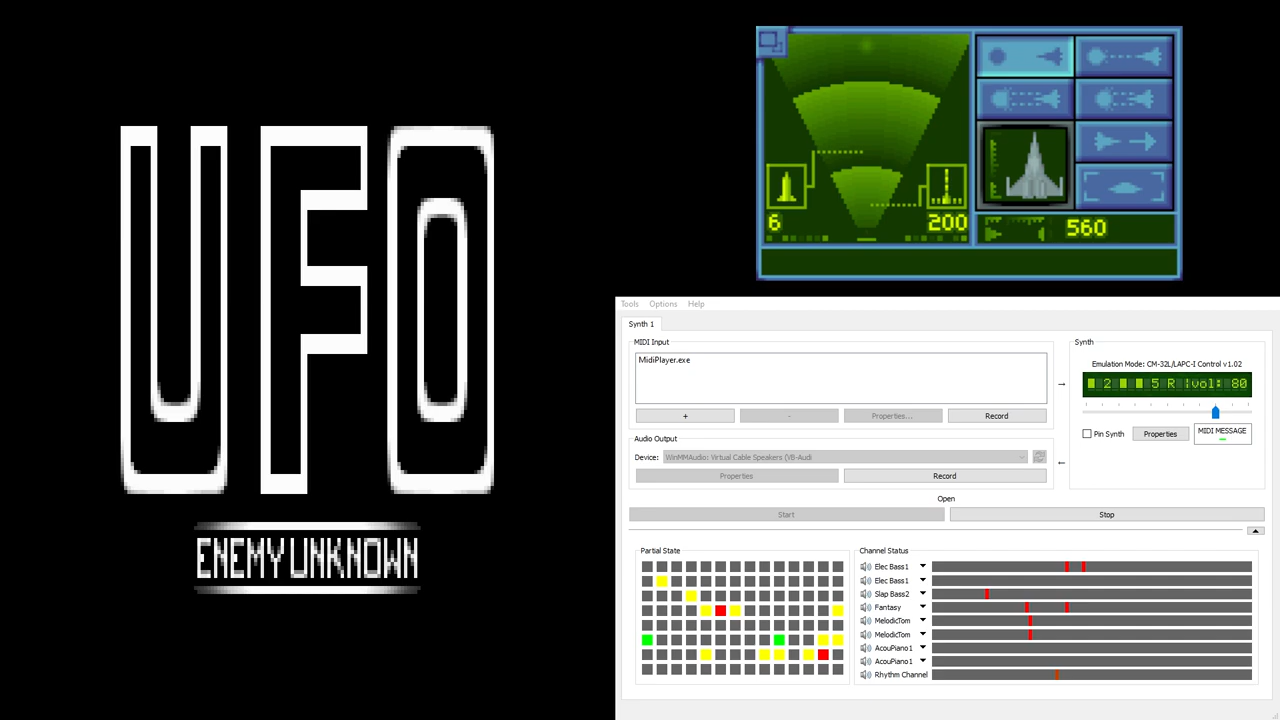 UFO
ENEMY UNKNOWN
6
200
560
Tools Options Help
Synth 1
MIDI Input
MidiPlayer.exe
+ - Properties... Record
Audio Output
Device: WinMMAudio: Virtual Cable Speakers (VB-Audi
Properties Record
Synth
Emulation Mode: CM-32L/LAPC-I Control v1.02
2 5 R |vol: 80
Pin Synth Properties MIDI MESSAGE
Open
Start Stop
Partial State
Channel Status
Elec Bass1
Elec Bass1
Slap Bass2
Fantasy
MelodicTom
MelodicTom
AcouPiano1
AcouPiano1
Rhythm Channel